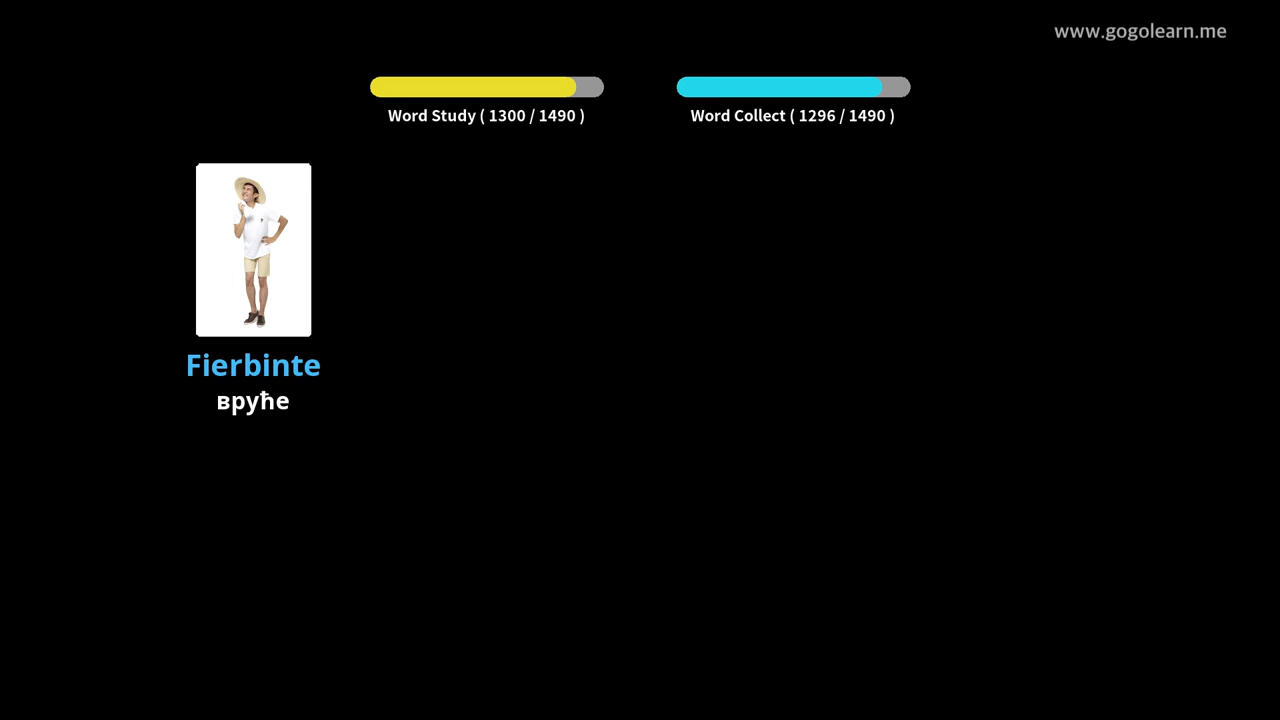 www.gogolearn.me
Word Study ( 1300 / 1490 )
Word Collect ( 1296 / 1490 )
Fierbinte
вруће